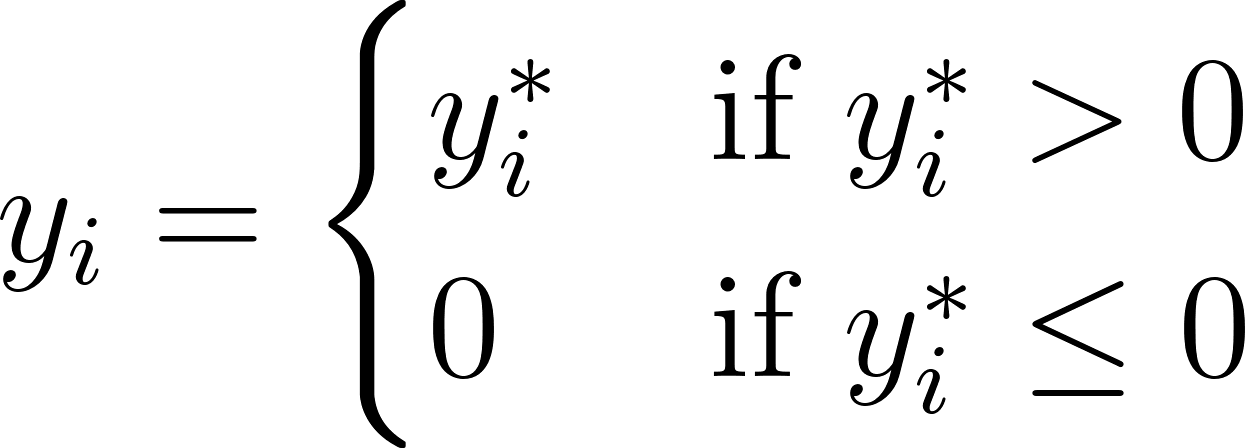 y_i = { y_i^* if y_i^* > 0
0 if y_i^* ≤ 0